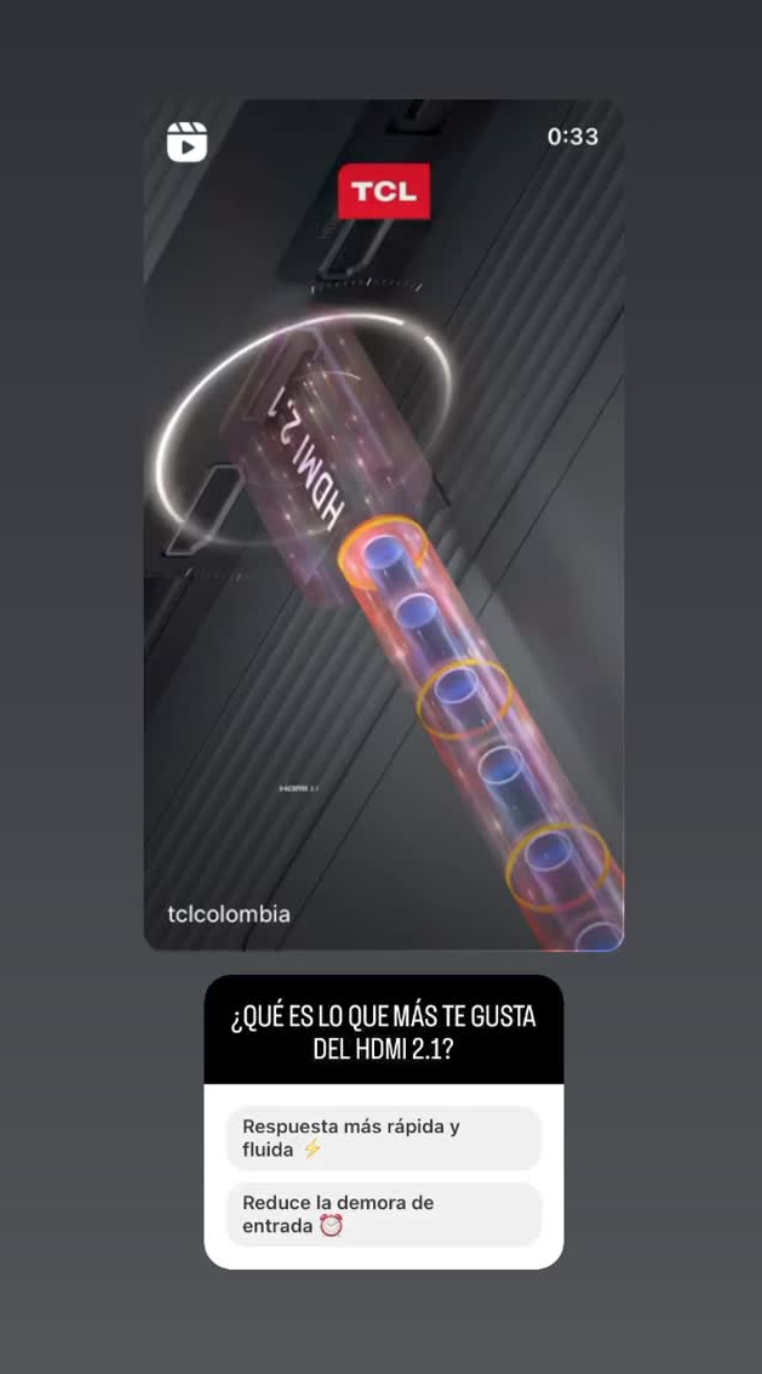 0:33
TCL
HDMI 2.1
tclcolombia
¿QUÉ ES LO QUE MÁS TE GUSTA
DEL HDMI 2.1?
Respuesta más rápida y
fluida ⚡
Reduce la demora de
entrada ⏰